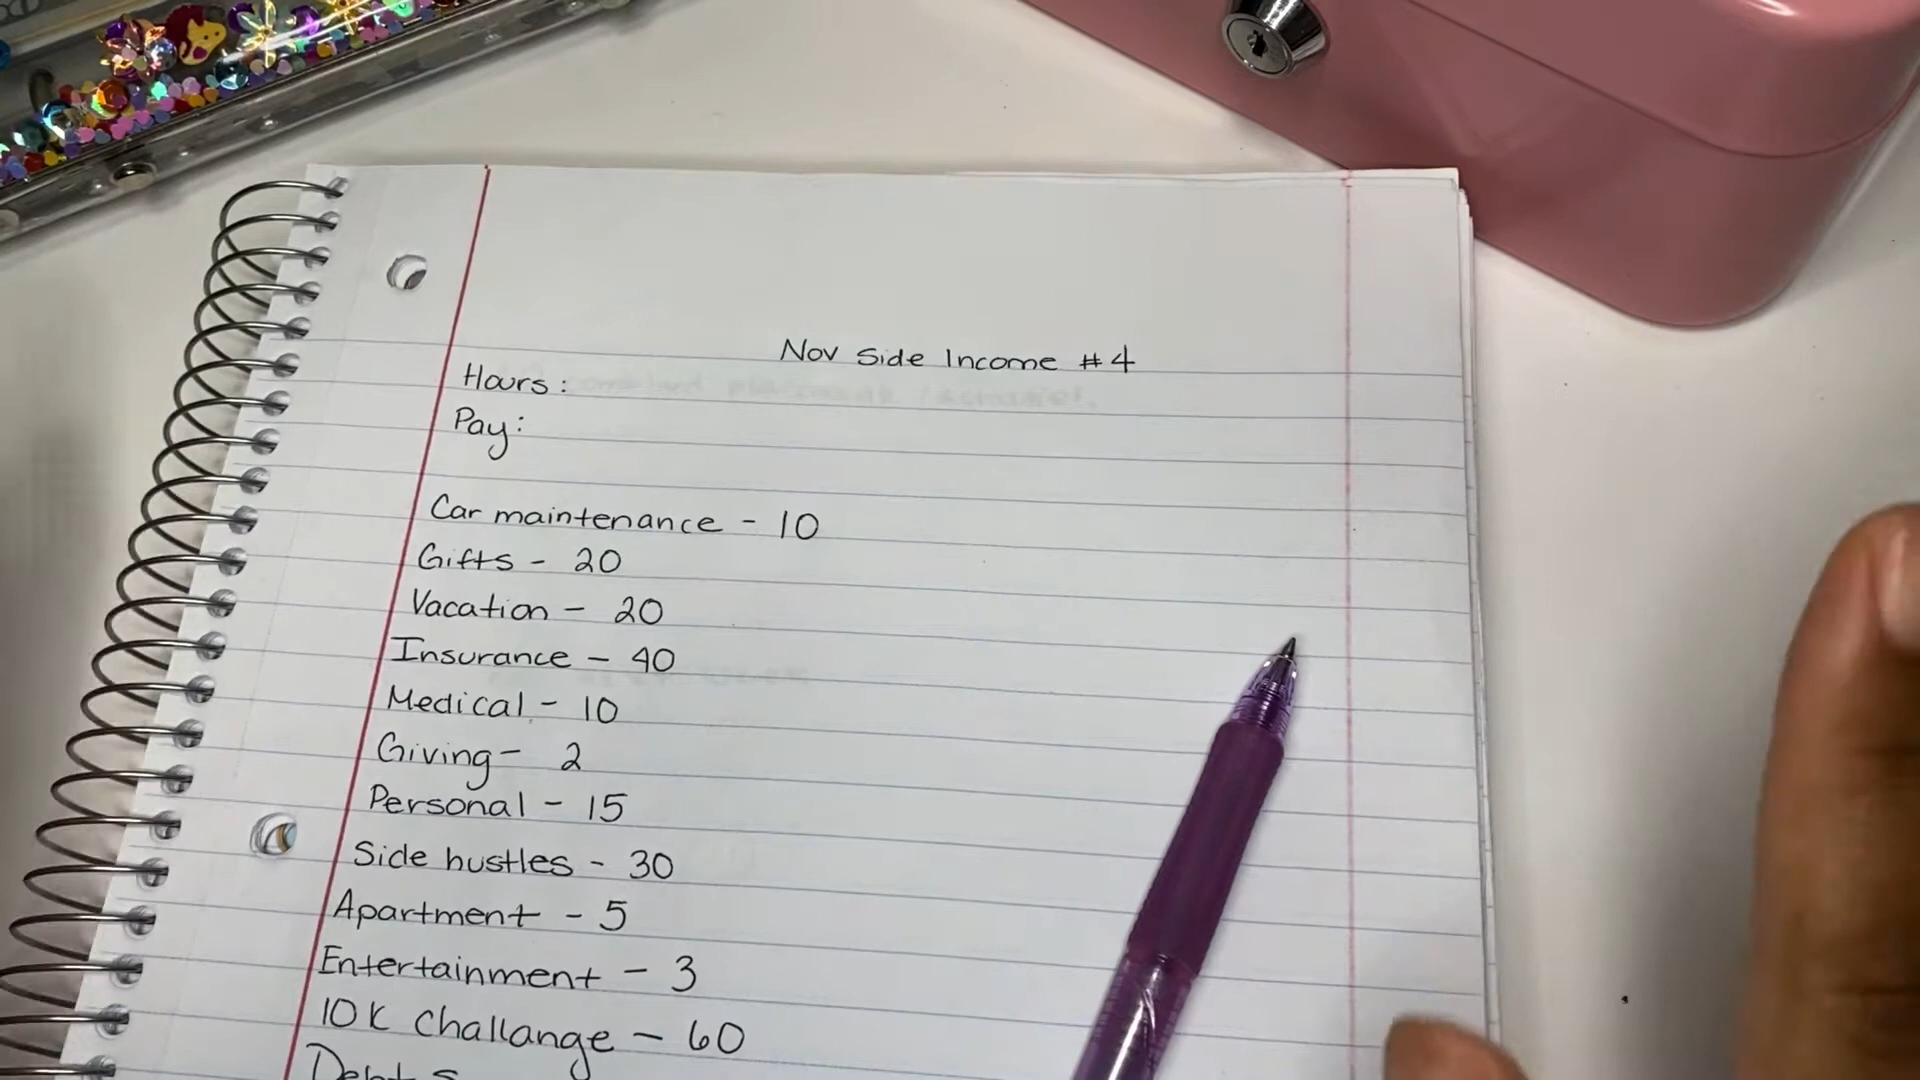 Nov Side Income #4
Hours:
Pay:
Car maintenance - 10
Gifts - 20
Vacation - 20
Insurance - 40
Medical - 10
Giving - 2
Personal - 15
Side hustles - 30
Apartment - 5
Entertainment - 3
10K Challange - 60